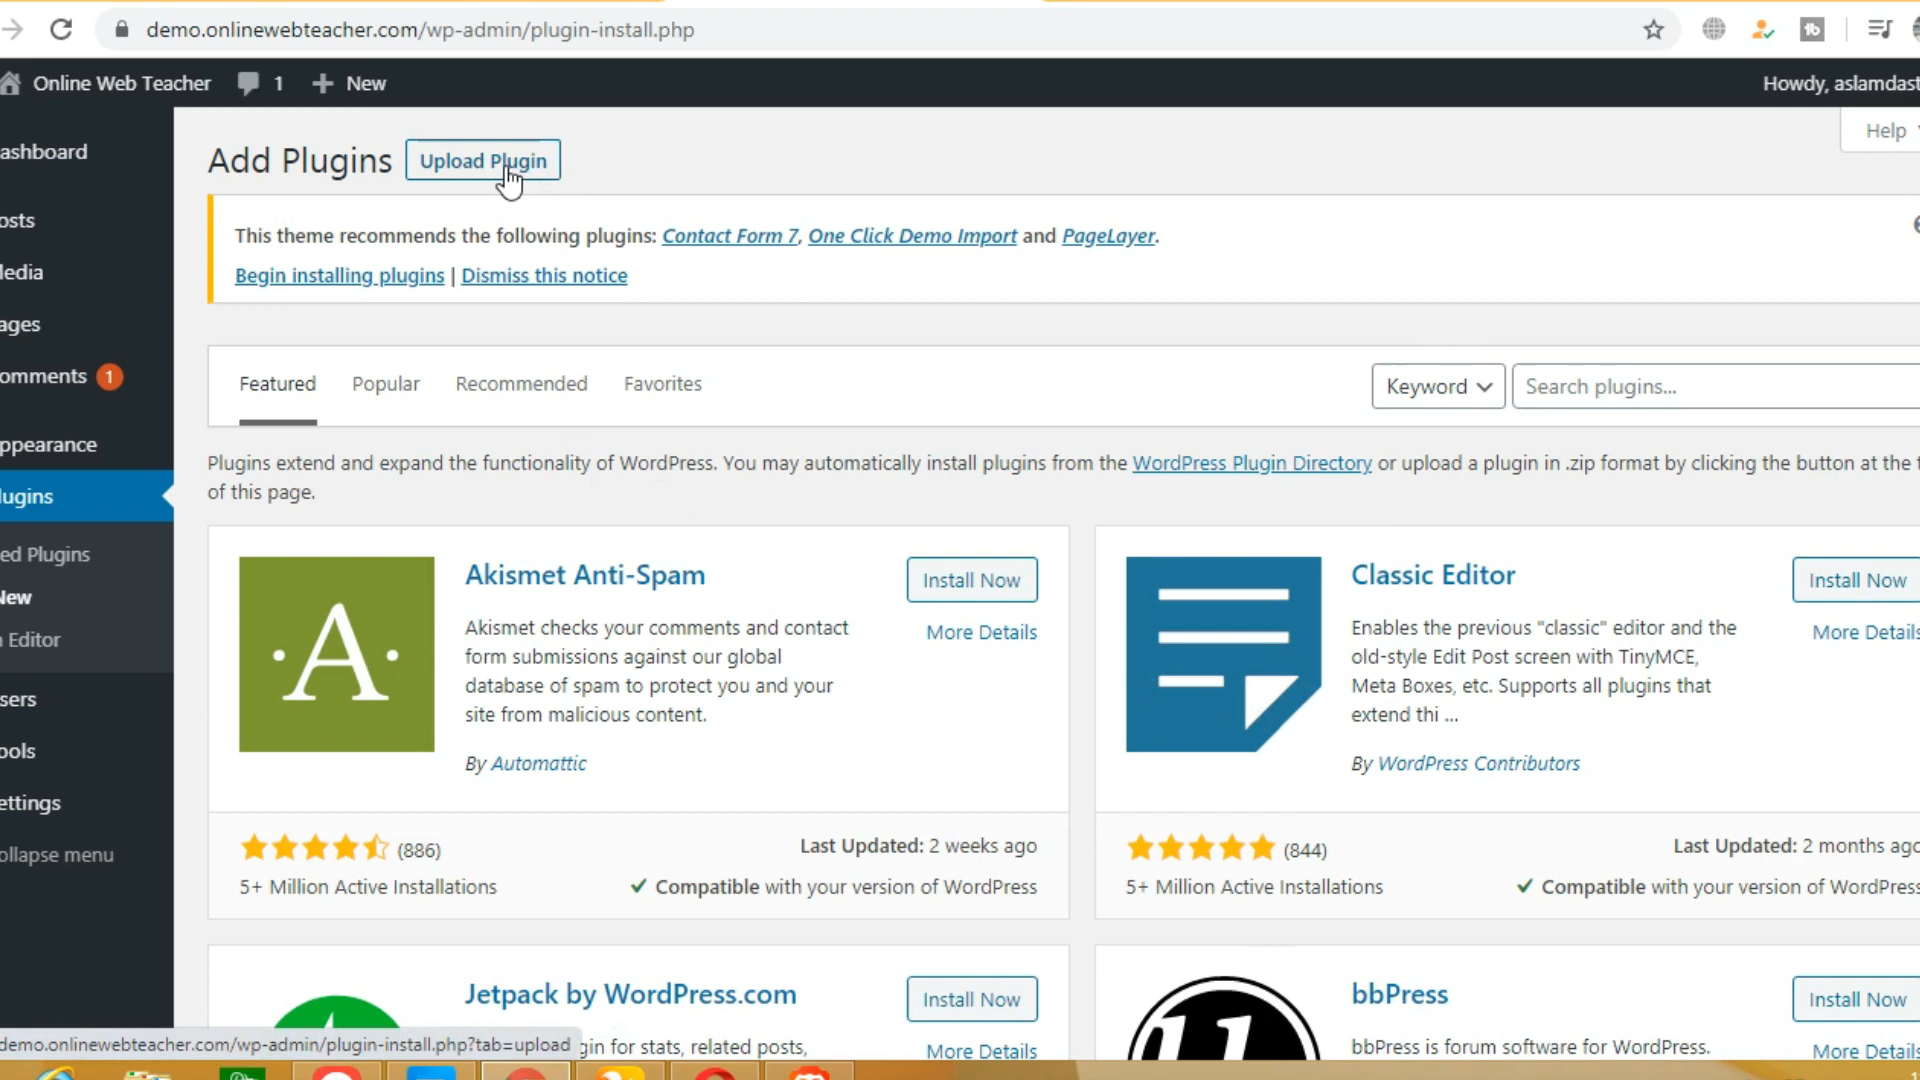 demo.onlinewebteacher.com/wp-admin/plugin-install.php
Online Web Teacher 1 New
Howdy, aslamdast
Help
ashboard
osts
Media
ages
omments 1
ppearance
lugins
ed Plugins
New
Editor
sers
ools
ettings
ollapse menu
Add Plugins Upload Plugin
This theme recommends the following plugins: Contact Form 7, One Click Demo Import and PageLayer.
Begin installing plugins | Dismiss this notice
Featured Popular Recommended Favorites Keyword Search plugins...
Plugins extend and expand the functionality of WordPress. You may automatically install plugins from the WordPress Plugin Directory or upload a plugin in .zip format by clicking the button at the t
of this page.
A
Akismet Anti-Spam
Install Now
More Details
Akismet checks your comments and contact
form submissions against our global
database of spam to protect you and your
site from malicious content.
By Automattic
(886)
Last Updated: 2 weeks ago
5+ Million Active Installations
Compatible with your version of WordPress
Classic Editor
Install Now
More Details
Enables the previous "classic" editor and the
old-style Edit Post screen with TinyMCE,
Meta Boxes, etc. Supports all plugins that
extend thi ...
By WordPress Contributors
(844)
Last Updated: 2 months ago
5+ Million Active Installations
Compatible with your version of WordPress
Jetpack by WordPress.com
Install Now
More Details
gin for stats, related posts,
bbPress
Install Now
More Details
bbPress is forum software for WordPress.
demo.onlinewebteacher.com/wp-admin/plugin-install.php?tab=upload